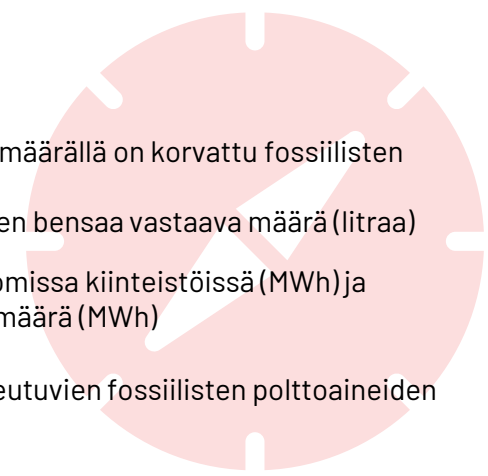 määrällä on korvattu fossiilisten
en bensaa vastaava määrä (litraa)
omissa kiinteistöissä (MWh) ja
määrä (MWh)
eutuvien fossiilisten polttoaineiden